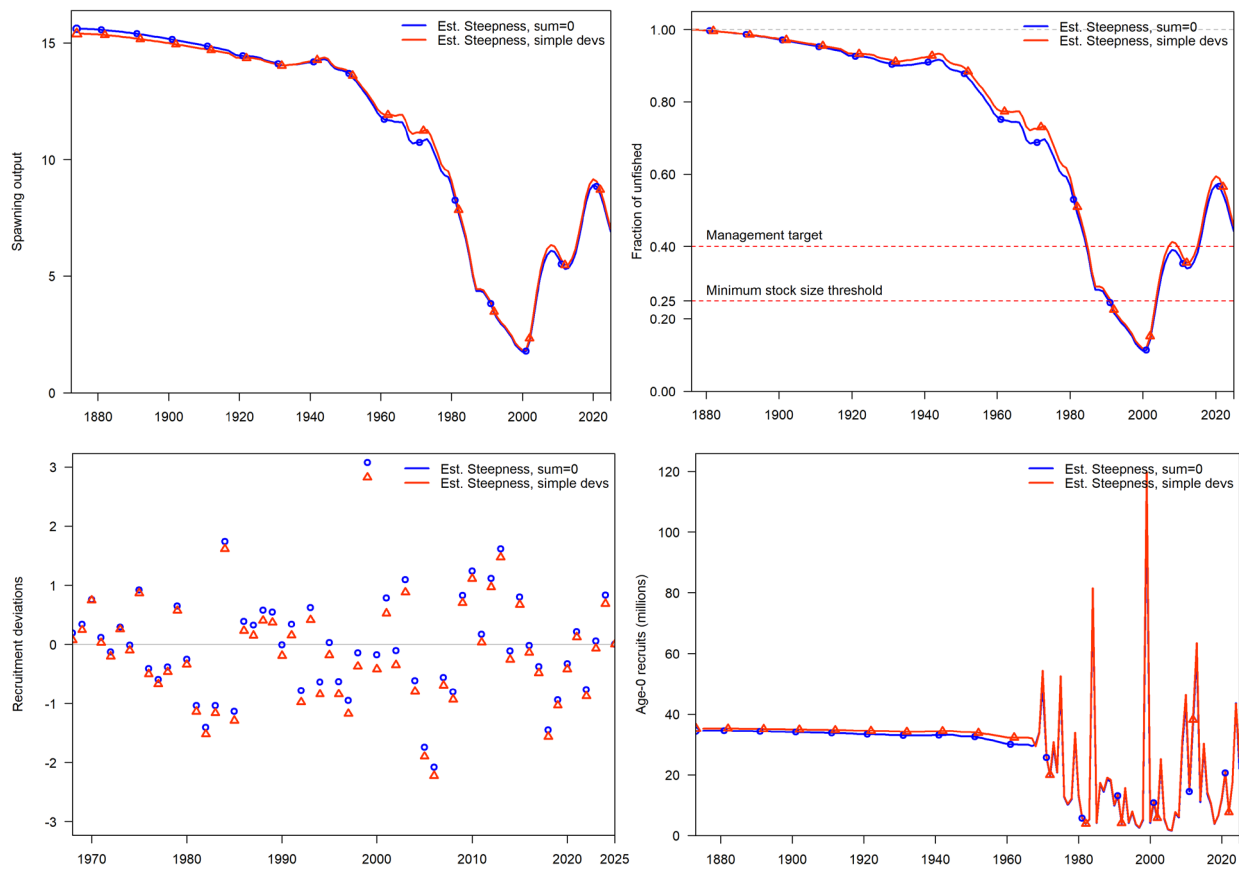 Est. Steepness, sum=0
Est. Steepness, simple devs
Spawning output
15
10
5
0
1880 1900 1920 1940 1960 1980 2000 2020
Est. Steepness, sum=0
Est. Steepness, simple devs
Fraction of unfished
1.00
0.80
0.60
0.40
0.25
0.20
0.00
Management target
Minimum stock size threshold
1880 1900 1920 1940 1960 1980 2000 2020
Est. Steepness, sum=0
Est. Steepness, simple devs
Recruitment deviations
3
2
1
0
-1
-2
-3
1970 1980 1990 2000 2010 2020 2025
Est. Steepness, sum=0
Est. Steepness, simple devs
Age-0 recruits (millions)
120
100
80
60
40
20
0
1880 1900 1920 1940 1960 1980 2000 2020